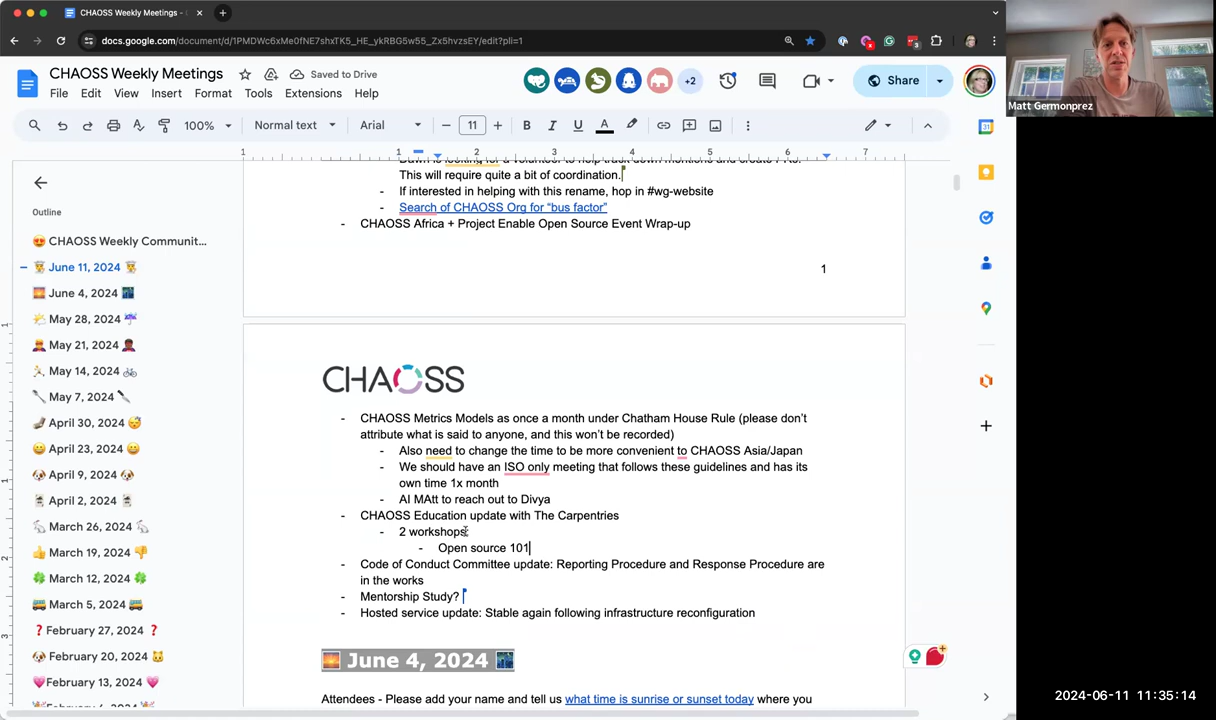 CHAOSS Weekly Meetings -
docs.google.com/document/d/1PMDWc6xMe0fNE7shxTK5_HE_ykRBG5w55_Zx5hvzsEY/edit?pli=1
Matt Germonprez
CHAOSS Weekly Meetings
Saved to Drive
+2
Share
File Edit View Insert Format Tools Extensions Help
100% Normal text Arial 11
1 1 2 3 4 5 6 7
This will require quite a bit of coordination.
- If interested in helping with this rename, hop in #wg-website
- Search of CHAOSS Org for “bus factor”
- CHAOSS Africa + Project Enable Open Source Event Wrap-up
1
Outline
CHAOSS Weekly Communit...
June 11, 2024
June 4, 2024
May 28, 2024
May 21, 2024
May 14, 2024
May 7, 2024
April 30, 2024
April 23, 2024
April 9, 2024
April 2, 2024
March 26, 2024
March 19, 2024
March 12, 2024
March 5, 2024
February 27, 2024
February 20, 2024
February 13, 2024
CHAOSS
- CHAOSS Metrics Models as once a month under Chatham House Rule (please don’t
attribute what is said to anyone, and this won’t be recorded)
- Also need to change the time to be more convenient to CHAOSS Asia/Japan
- We should have an ISO only meeting that follows these guidelines and has its
own time 1x month
- AI MAtt to reach out to Divya
- CHAOSS Education update with The Carpentries
- 2 workshops
- Open source 101
- Code of Conduct Committee update: Reporting Procedure and Response Procedure are
in the works
- Mentorship Study?
- Hosted service update: Stable again following infrastructure reconfiguration
June 4, 2024
Attendees - Please add your name and tell us what time is sunrise or sunset today where you
2024-06-11 11:35:14